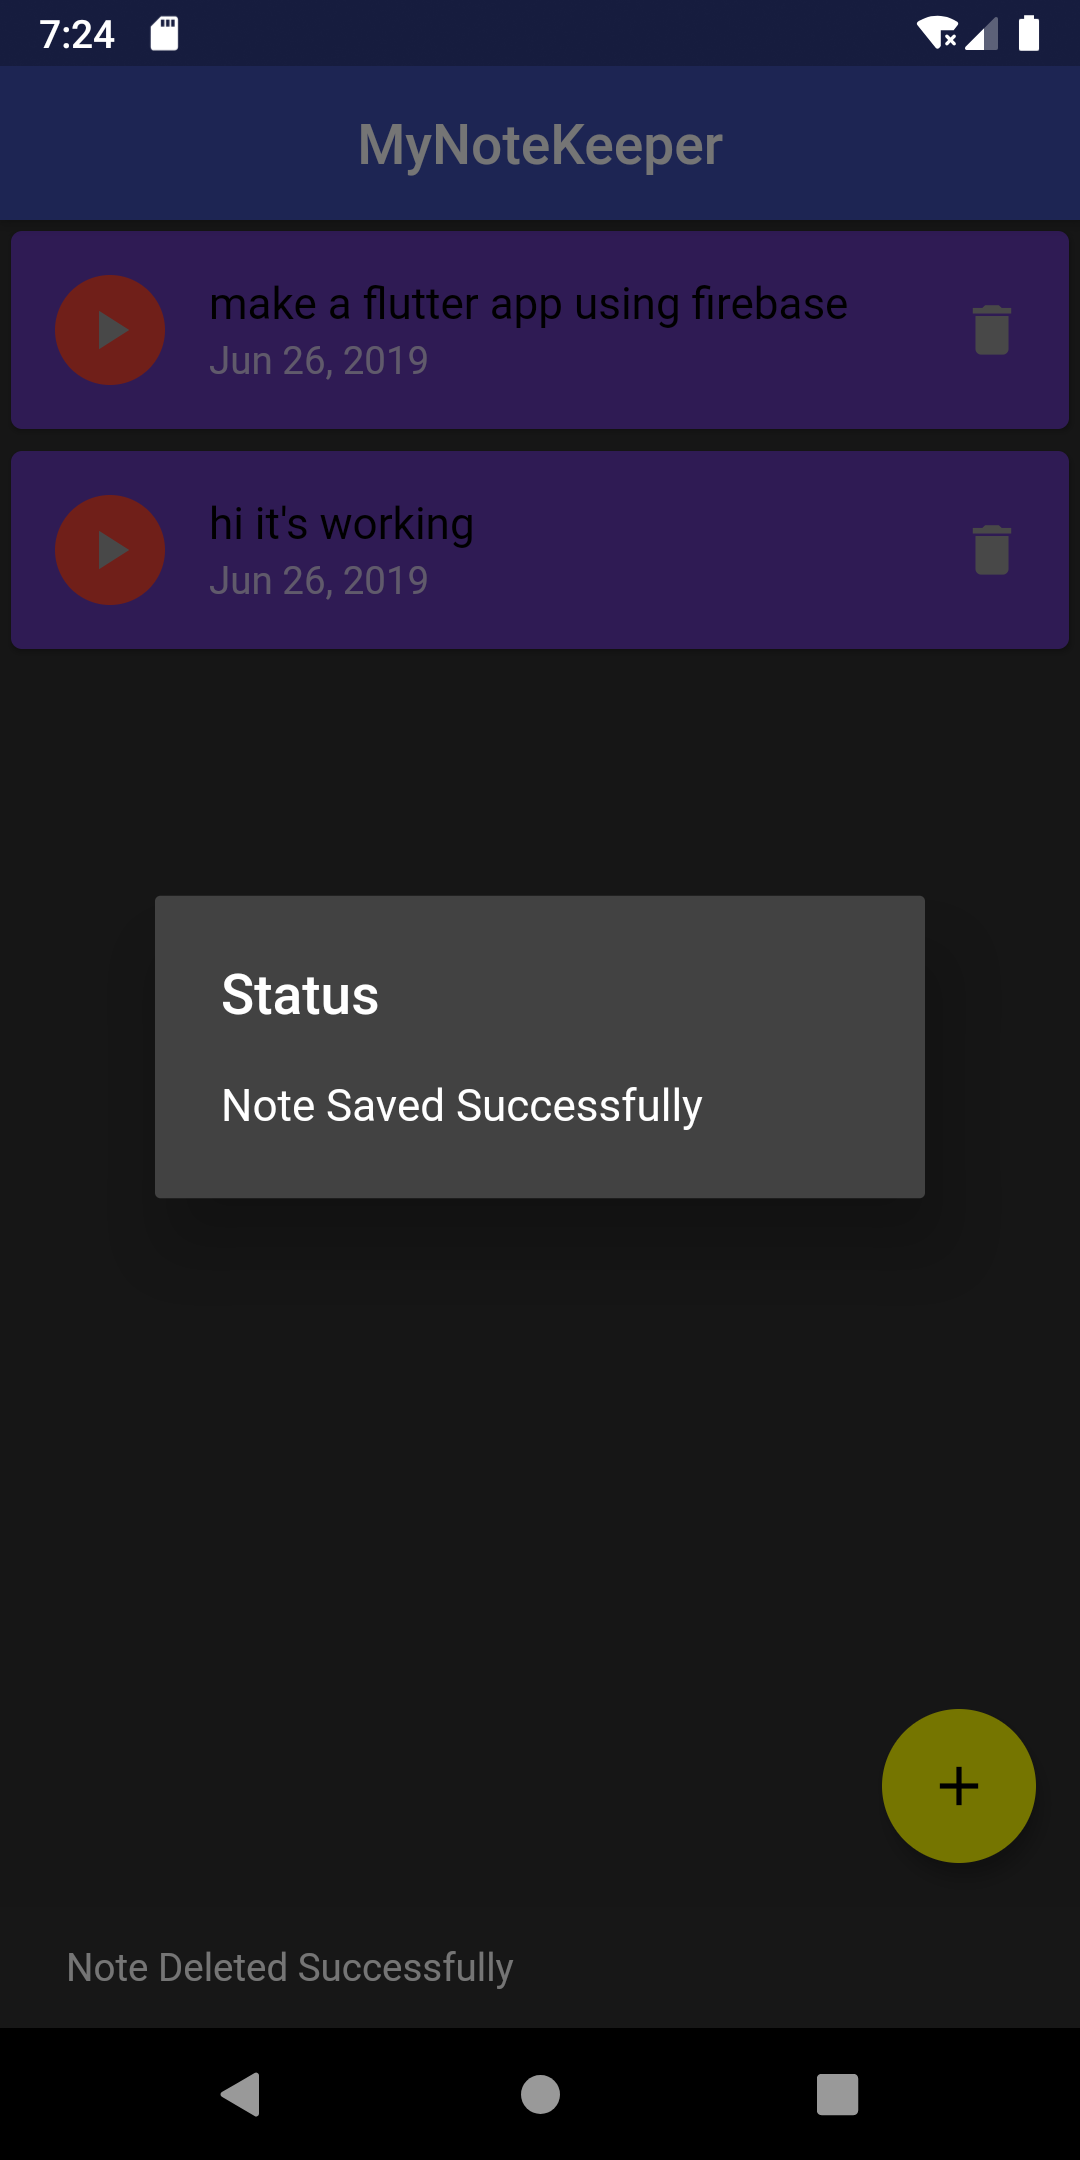 7:24
MyNoteKeeper
make a flutter app using firebase
Jun 26, 2019
hi it's working
Jun 26, 2019
Status
Note Saved Successfully
Note Deleted Successfully